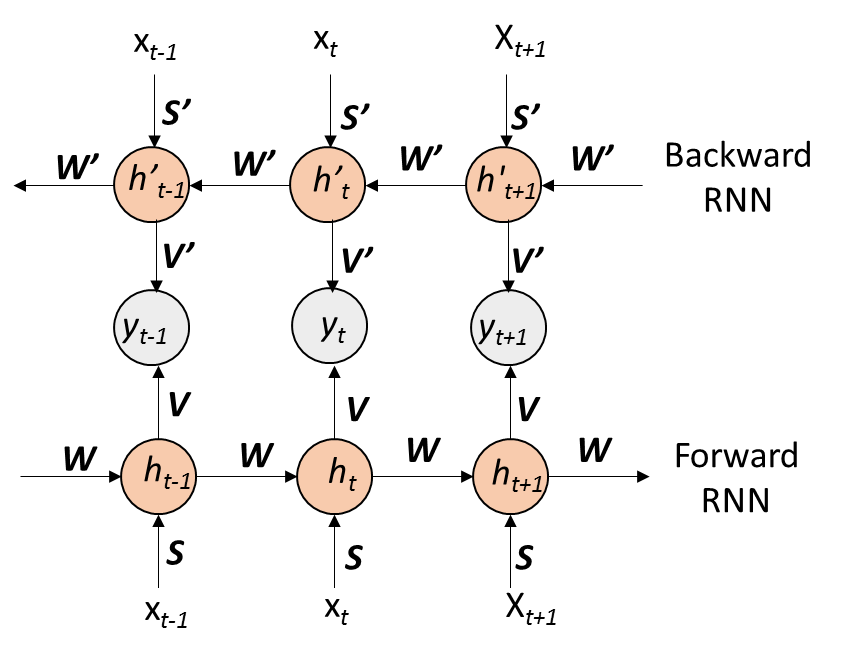 x_{t-1} x_t X_{t+1}
S’ S’ S’
W’ W’ W’ W’ Backward
RNN
h’_{t-1} h’_t h'_{t+1}
V’ V’ V’
y_{t-1} y_t y_{t+1}
V V V
W W W W Forward
RNN
h_{t-1} h_t h_{t+1}
S S S
x_{t-1} x_t X_{t+1}